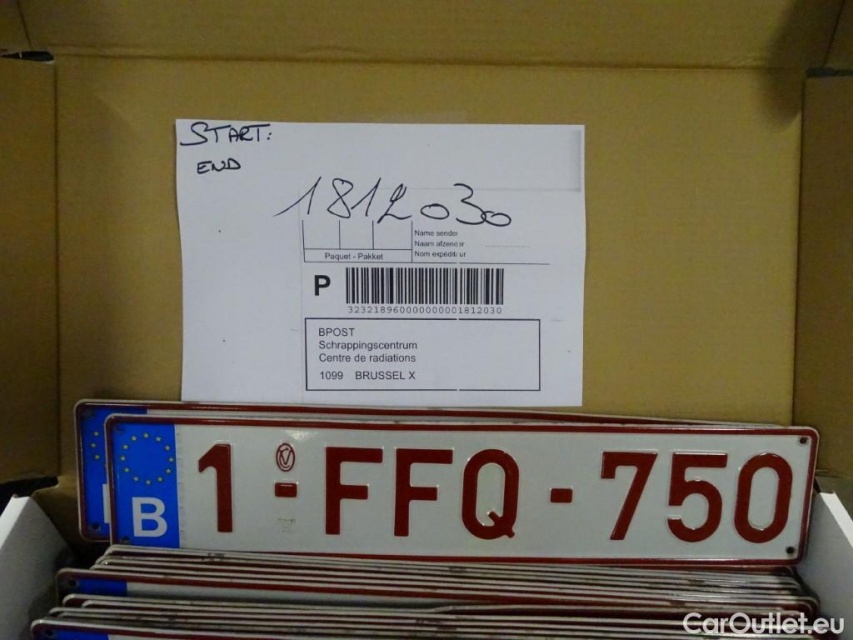 START:
END
1812030
Name sender
Naam afzender
Nom expéditeur
Paquet - Pakket
P
323218960000000001812030
BPOST
Schrappingscentrum
Centre de radiations
1099 BRUSSEL X
B 1-FFQ-750
CarOutlet.eu